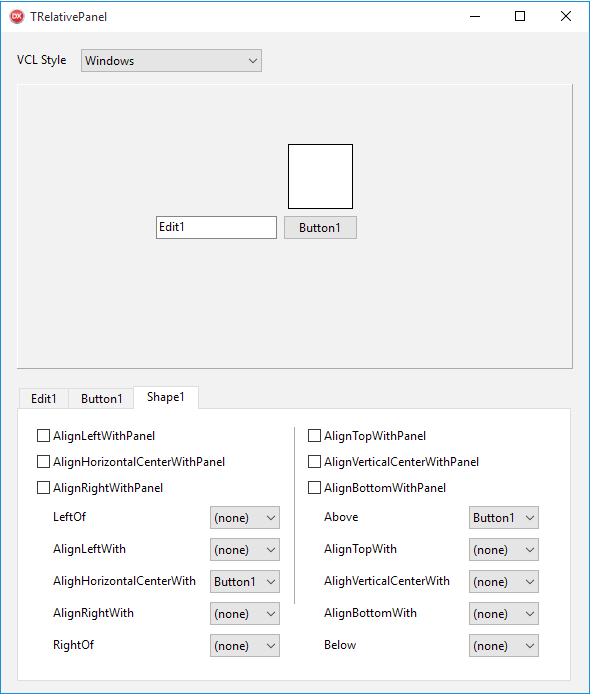 DX TRelativePanel
VCL Style Windows
Edit1 Button1
Edit1 Button1 Shape1
AlignLeftWithPanel
AlignHorizontalCenterWithPanel
AlignRightWithPanel
LeftOf (none)
AlignLeftWith (none)
AlighHorizontalCenterWith Button1
AlignRightWith (none)
RightOf (none)
AlignTopWithPanel
AlignVerticalCenterWithPanel
AlignBottomWithPanel
Above Button1
AlignTopWith (none)
AlighVerticalCenterWith (none)
AlignBottomWith (none)
Below (none)